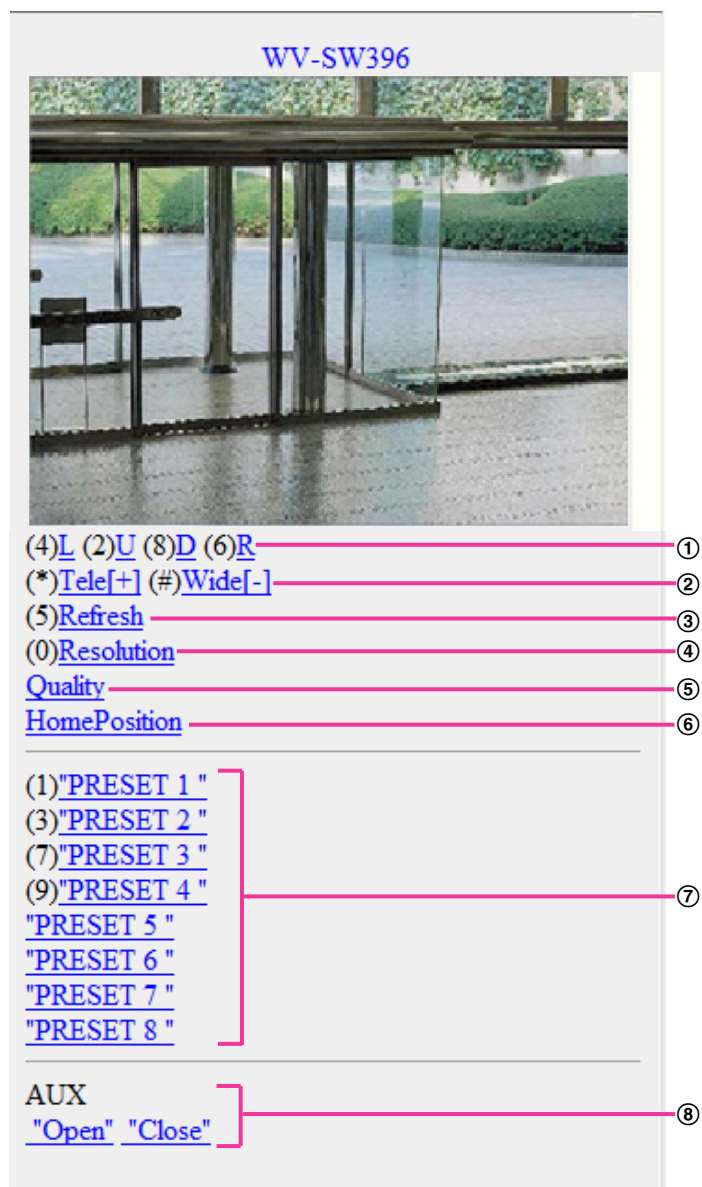 WV-SW396
(4)L (2)U (8)D (6)R ①
(*)Tele[+] (#)Wide[-] ②
(5)Refresh ③
(0)Resolution ④
Quality ⑤
HomePosition ⑥
(1)"PRESET 1 "
(3)"PRESET 2 "
(7)"PRESET 3 "
(9)"PRESET 4 " ⑦
"PRESET 5 "
"PRESET 6 "
"PRESET 7 "
"PRESET 8 "
AUX ⑧
"Open" "Close"